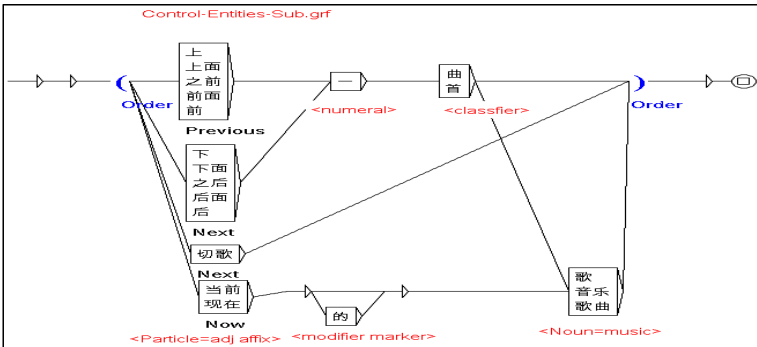 Control-Entities-Sub.grf
上
上面
之前
前面
前
Previous
(
Order
一
<numeral>
曲
首
<classfier>
)
Order
下
下面
之后
后面
后
Next
切歌
Next
当前
现在
Now
<Particle=adj affix>
的
<modifier marker>
歌
音乐
歌曲
<Noun=music>